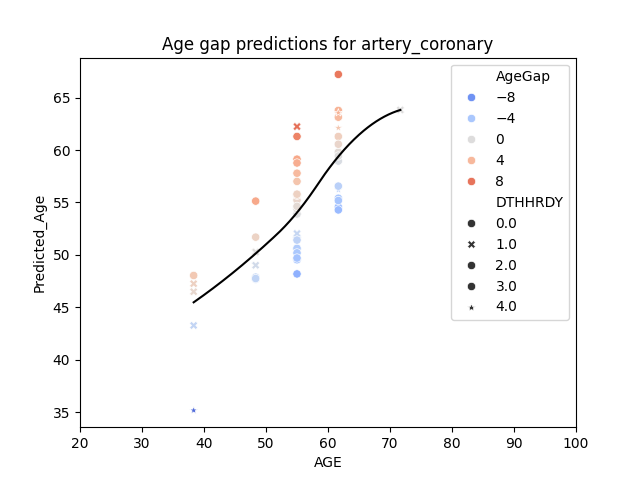 Age gap predictions for artery_coronary
Predicted_Age
65
60
55
50
45
40
35
20 30 40 50 60 70 80 90 100
AGE
AgeGap
−8
−4
0
4
8
DTHHRDY
0.0
1.0
2.0
3.0
4.0